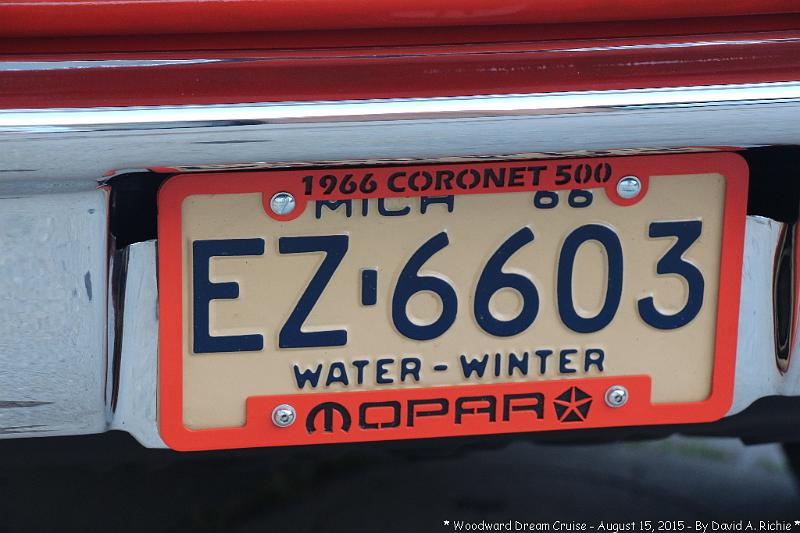 1966 CORONET 500
MICH 66
EZ-6603
WATER-WINTER
MOPAR
* Woodward Dream Cruise - August 15, 2015 - By David A. Richie *